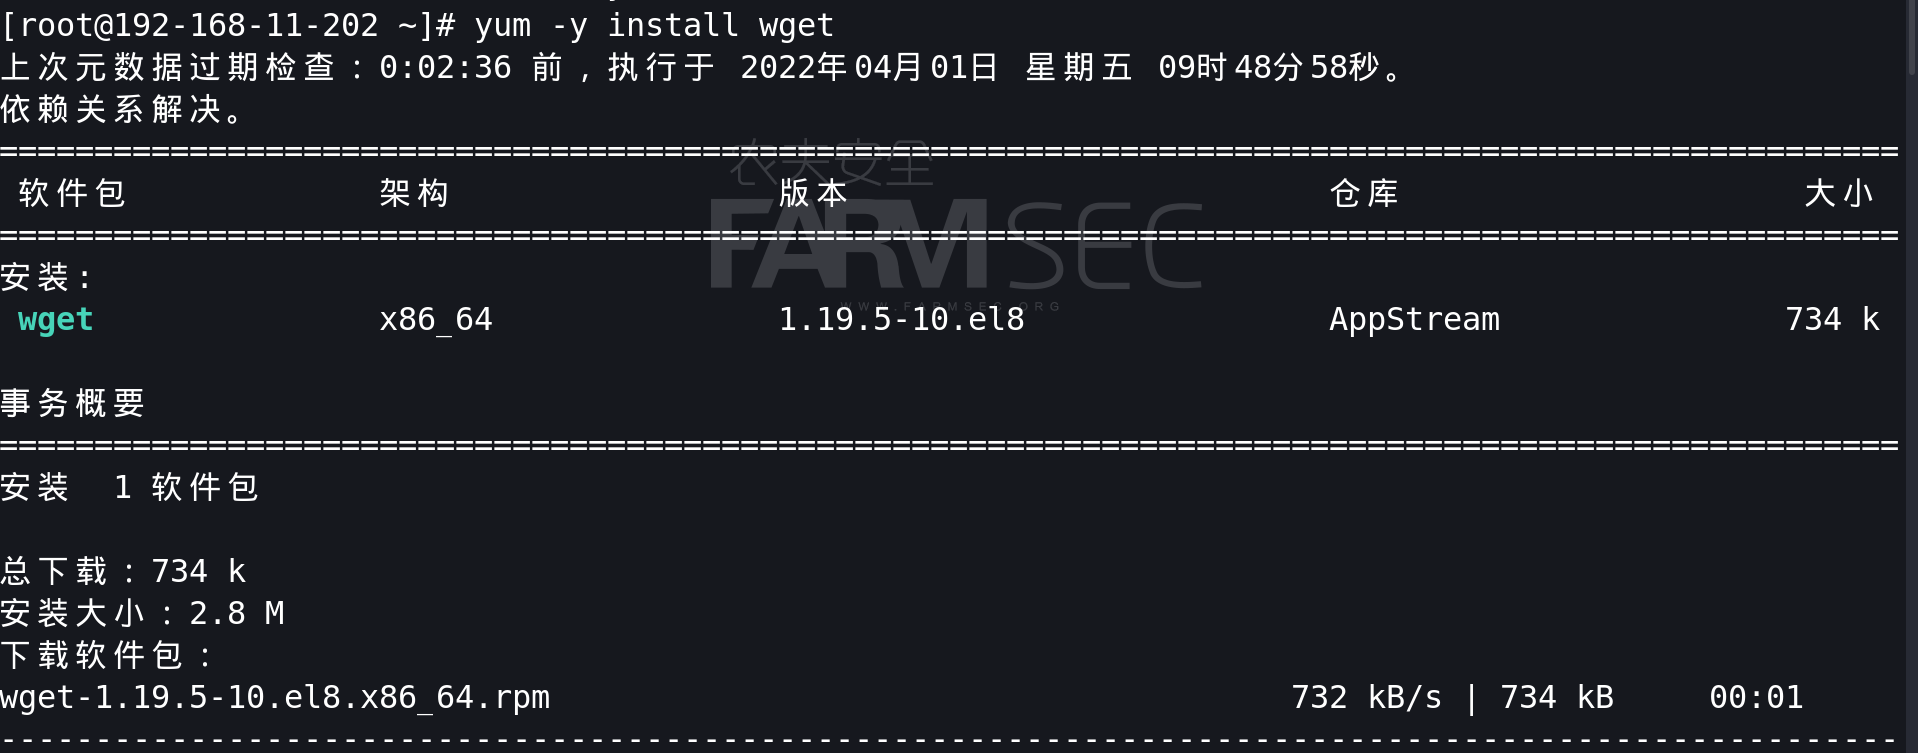 [root@192-168-11-202 ~]# yum -y install wget
上次元数据过期检查：0:02:36 前，执行于 2022年04月01日 星期五 09时48分58秒。
依赖关系解决。
====================================================================================================
软件包 架构 版本 仓库 大小
====================================================================================================
安装:
wget x86_64 1.19.5-10.el8 AppStream 734 k
事务概要
====================================================================================================
安装  1 软件包
总下载：734 k
安装大小：2.8 M
下载软件包：
wget-1.19.5-10.el8.x86_64.rpm 732 kB/s | 734 kB 00:01
----------------------------------------------------------------------------------------------------
农夫安全
FARMSEC
WWW.FARMSEC.ORG